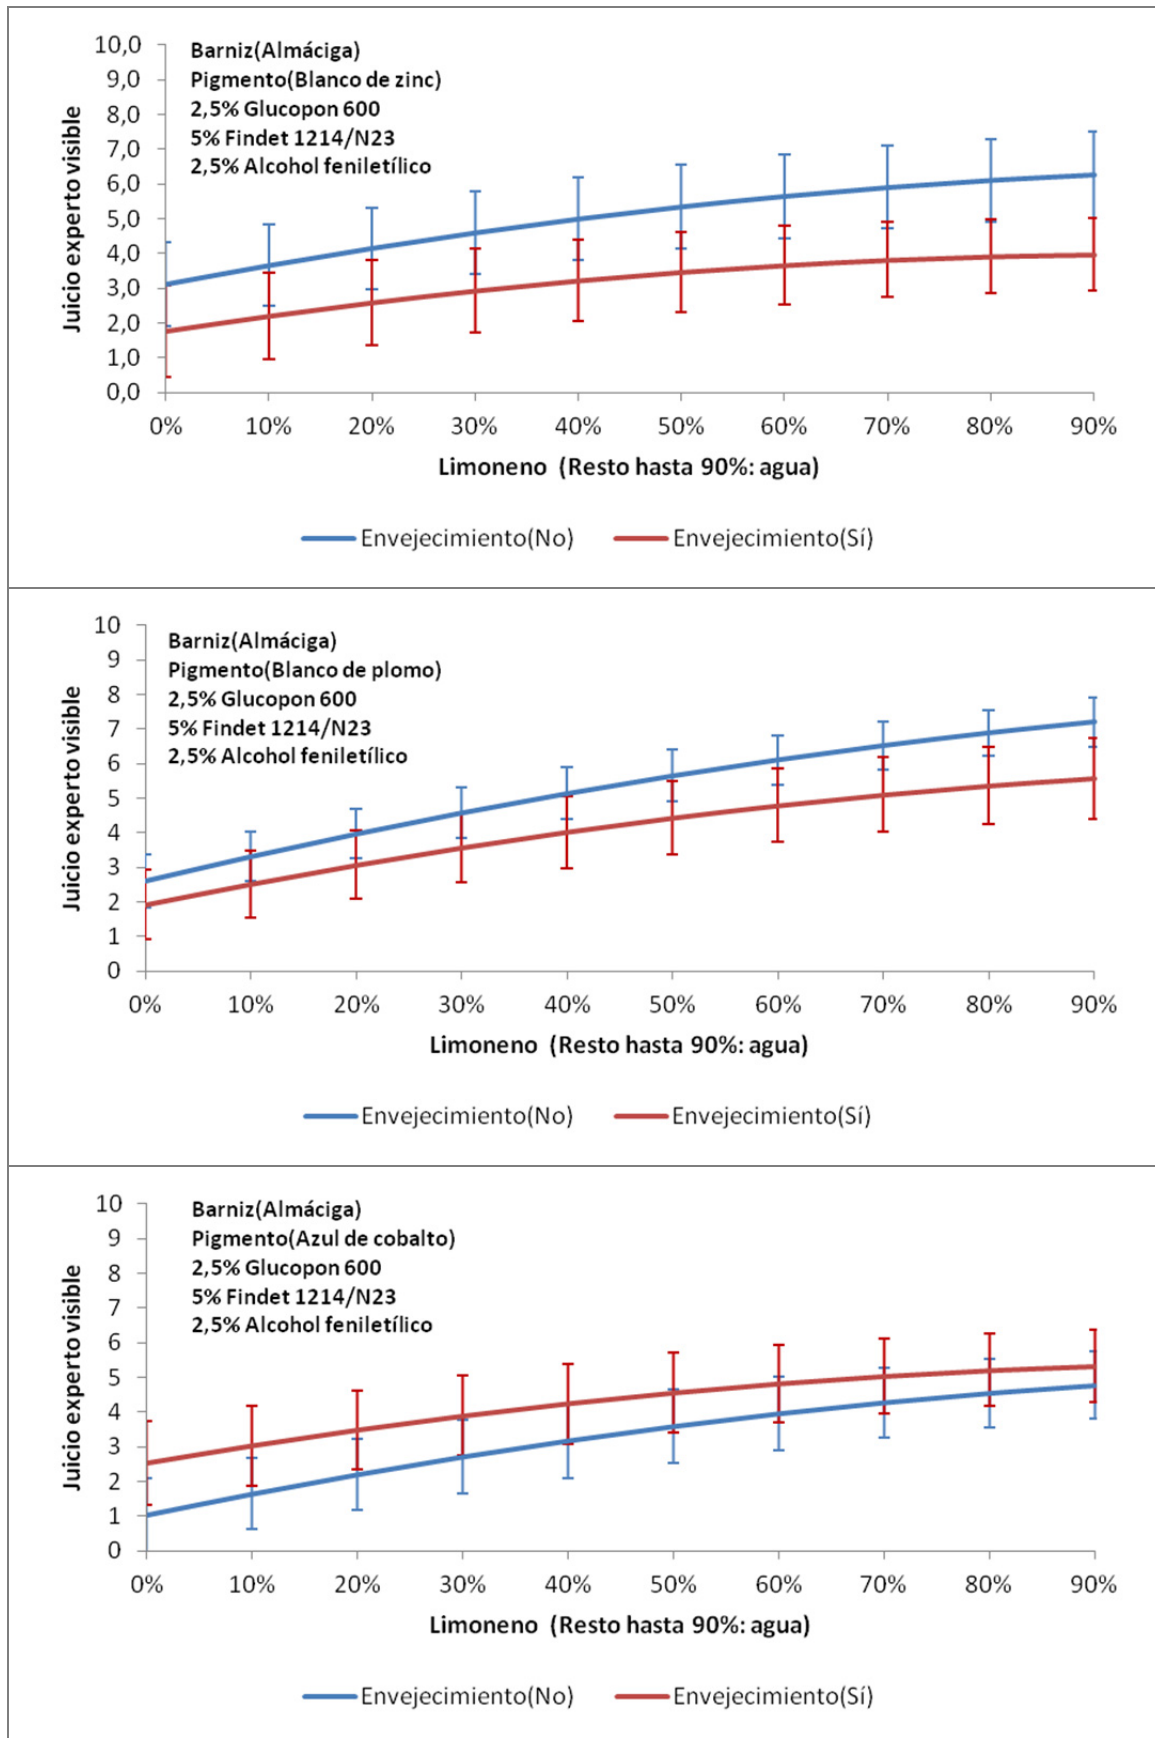 10,0
9,0
8,0
7,0
6,0
5,0
4,0
3,0
2,0
1,0
0,0
Juicio experto visible
Barniz(Almáciga)
Pigmento(Blanco de zinc)
2,5% Glucopon 600
5% Findet 1214/N23
2,5% Alcohol feniletílico
0% 10% 20% 30% 40% 50% 60% 70% 80% 90%
Limoneno (Resto hasta 90%: agua)
Envejecimiento(No) Envejecimiento(Sí)
10
9
8
7
6
5
4
3
2
1
0
Juicio experto visible
Barniz(Almáciga)
Pigmento(Blanco de plomo)
2,5% Glucopon 600
5% Findet 1214/N23
2,5% Alcohol feniletílico
0% 10% 20% 30% 40% 50% 60% 70% 80% 90%
Limoneno (Resto hasta 90%: agua)
Envejecimiento(No) Envejecimiento(Sí)
10
9
8
7
6
5
4
3
2
1
0
Juicio experto visible
Barniz(Almáciga)
Pigmento(Azul de cobalto)
2,5% Glucopon 600
5% Findet 1214/N23
2,5% Alcohol feniletílico
0% 10% 20% 30% 40% 50% 60% 70% 80% 90%
Limoneno (Resto hasta 90%: agua)
Envejecimiento(No) Envejecimiento(Sí)